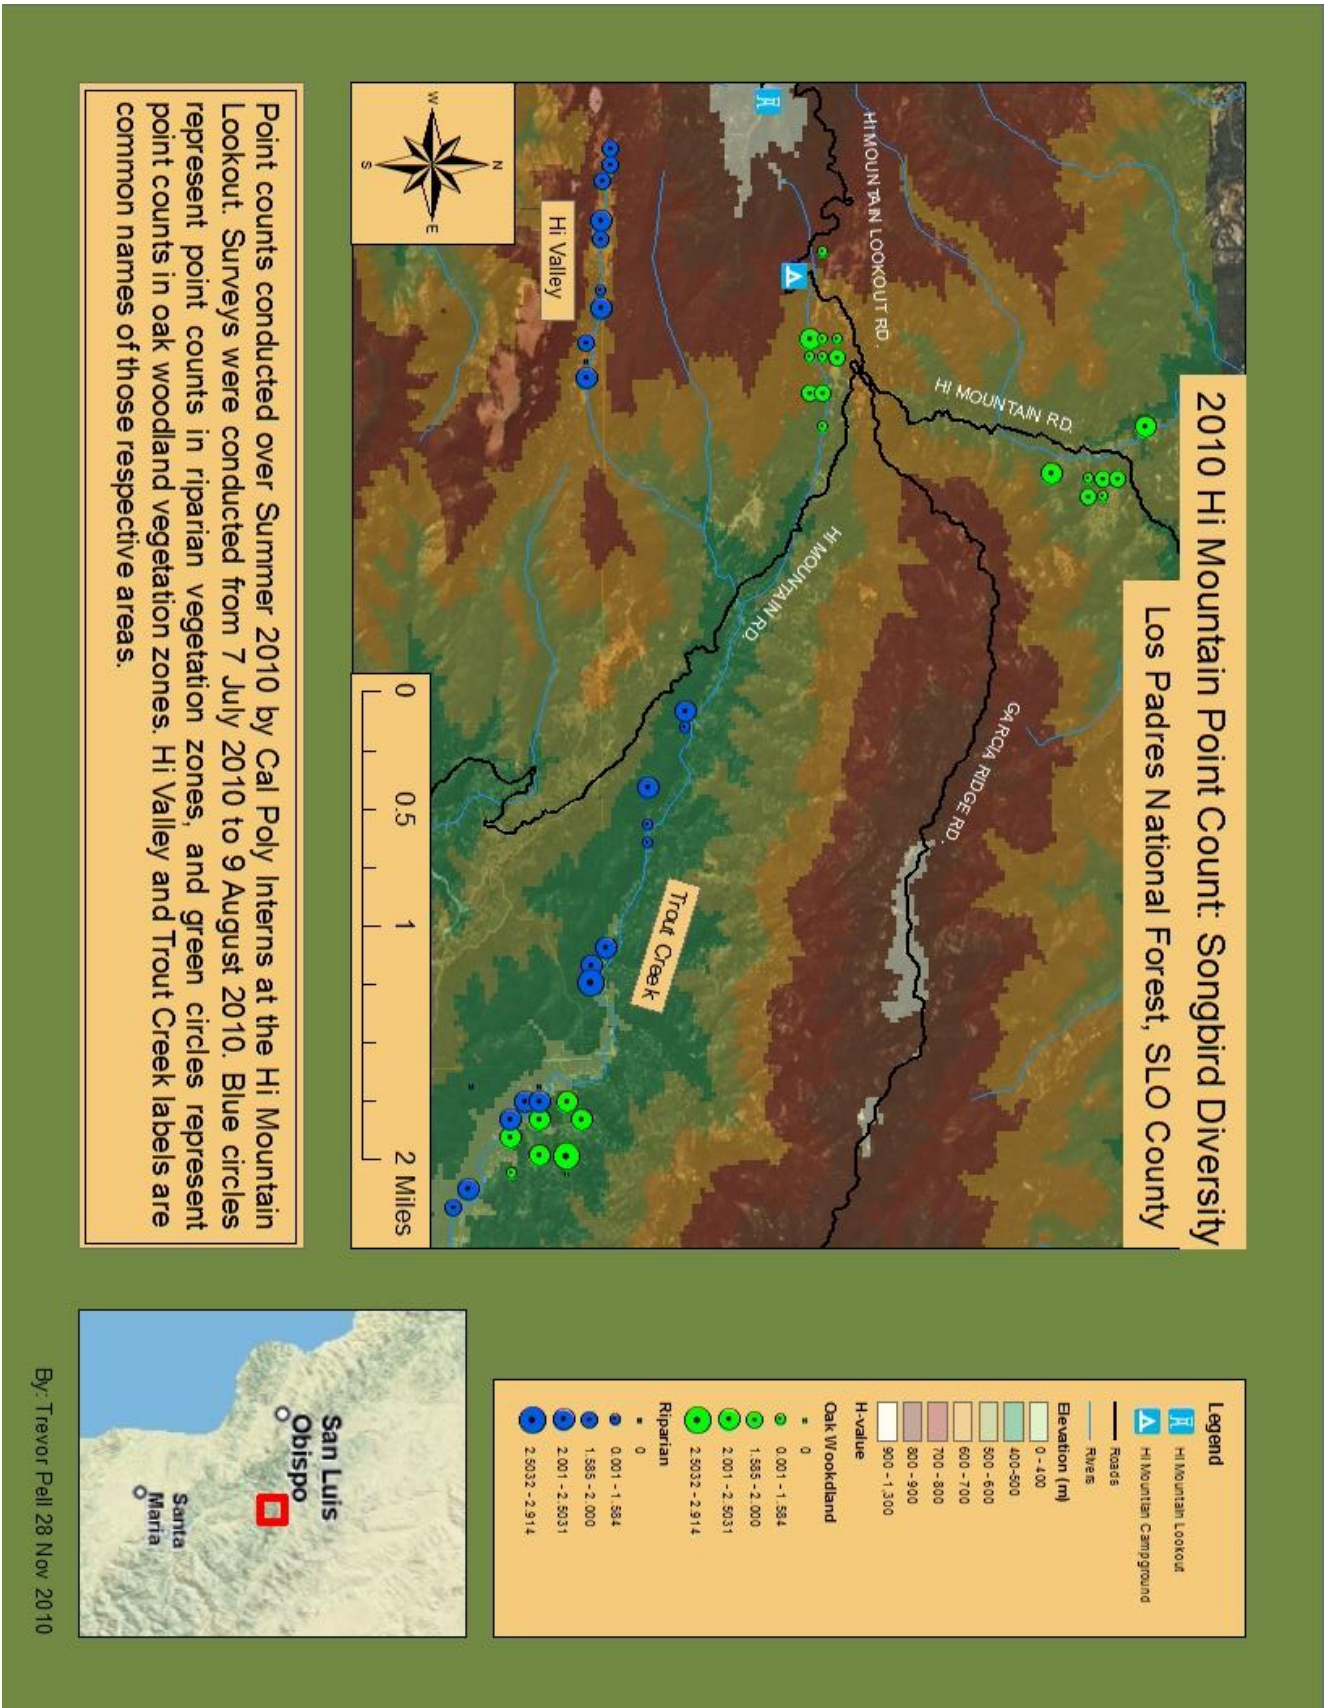 2010 Hi Mountain Point Count: Songbird Diversity
Los Padres National Forest, SLO County
HI MOUNTAIN LOOKOUT RD.
HI MOUNTAIN RD.
GARCIA RIDGE RD.
HI MOUNTAIN RD.
Hi Valley
Trout Creek
N
W
E
S
0 0.5 1 2 Miles
Point counts conducted over Summer 2010 by Cal Poly Interns at the Hi Mountain
Lookout. Surveys were conducted from 7 July 2010 to 9 August 2010. Blue circles
represent point counts in riparian vegetation zones, and green circles represent
point counts in oak woodland vegetation zones. Hi Valley and Trout Creek labels are
common names of those respective areas.
Legend
Hi Mountain Lookout
Hi Mountian Campground
Roads
Rivers
Elevation (m)
0 - 400
400-500
500 - 600
600 - 700
700 - 800
800 - 900
900 - 1,300
H-value
Oak Wookdland
0
0.001 - 1.584
1.585 - 2.000
2.001 - 2.5031
2.5032 - 2.914
Riparian
0
0.001 - 1.584
1.585 - 2.000
2.001 - 2.5031
2.5032 - 2.914
San Luis
Obispo
Santa
Maria
By: Trevor Pell 28 Nov 2010